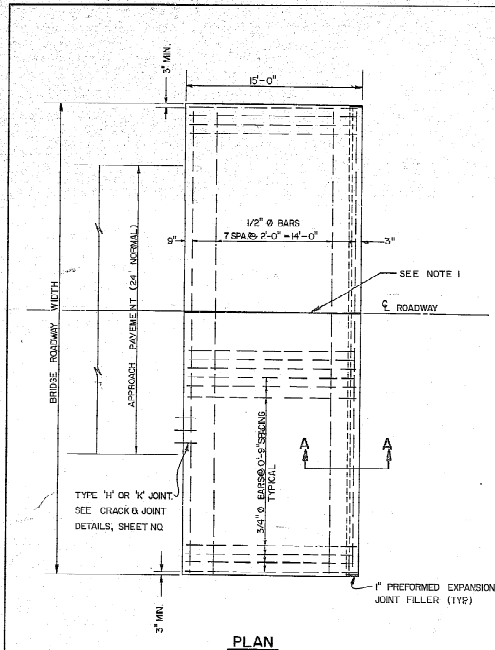 3" MIN.
15'-0"
1/2" Ø BARS
7 SPA @ 2'-0" = 14'-0"
9"
3"
SEE NOTE 1
℄ ROADWAY
BRIDGE ROADWAY WIDTH
APPROACH PAVEMENT (24' NORMAL)
3/4" Ø BARS @ 0'-9" SPACING
TYPICAL
A A
TYPE 'H' OR 'K' JOINT.
SEE CRACK & JOINT
DETAILS, SHEET NO.
1" PREFORMED EXPANSION
JOINT FILLER (TYP.)
3" MIN.
PLAN